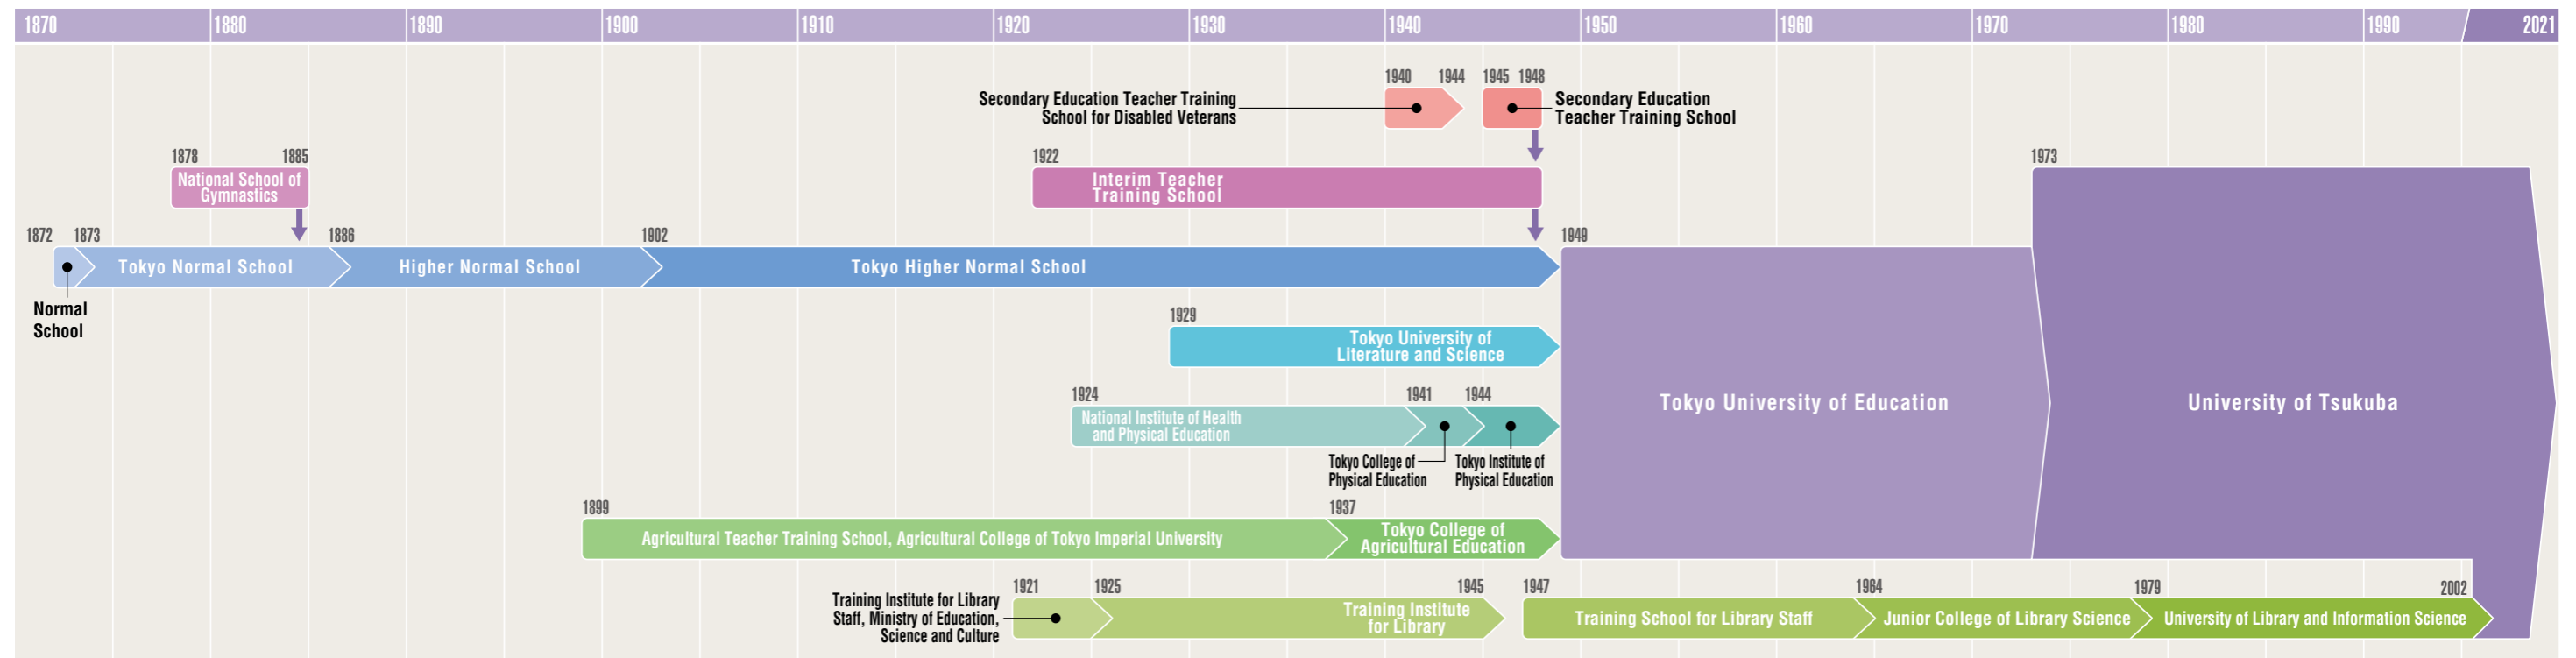 1870 1880 1890 1900 1910 1920 1930 1940 1950 1960 1970 1980 1990 2021
1940 1944 1945 1948
Secondary Education Teacher Training
School for Disabled Veterans
Secondary Education
Teacher Training School
1878 1885
National School of
Gymnastics
1922
Interim Teacher
Training School
1973
1872 1873 1886 1902 1949
Tokyo Normal School
Higher Normal School
Tokyo Higher Normal School
Normal
School
1929
Tokyo University of
Literature and Science
1924 1941 1944
National Institute of Health
and Physical Education
Tokyo College of
Physical Education
Tokyo Institute of
Physical Education
Tokyo University of Education
University of Tsukuba
1899 1937
Agricultural Teacher Training School, Agricultural College of Tokyo Imperial University
Tokyo College of
Agricultural Education
1921 1925 1945 1947 1964 1979 2002
Training Institute for Library
Staff, Ministry of Education,
Science and Culture
Training Institute
for Library
Training School for Library Staff
Junior College of Library Science
University of Library and Information Science